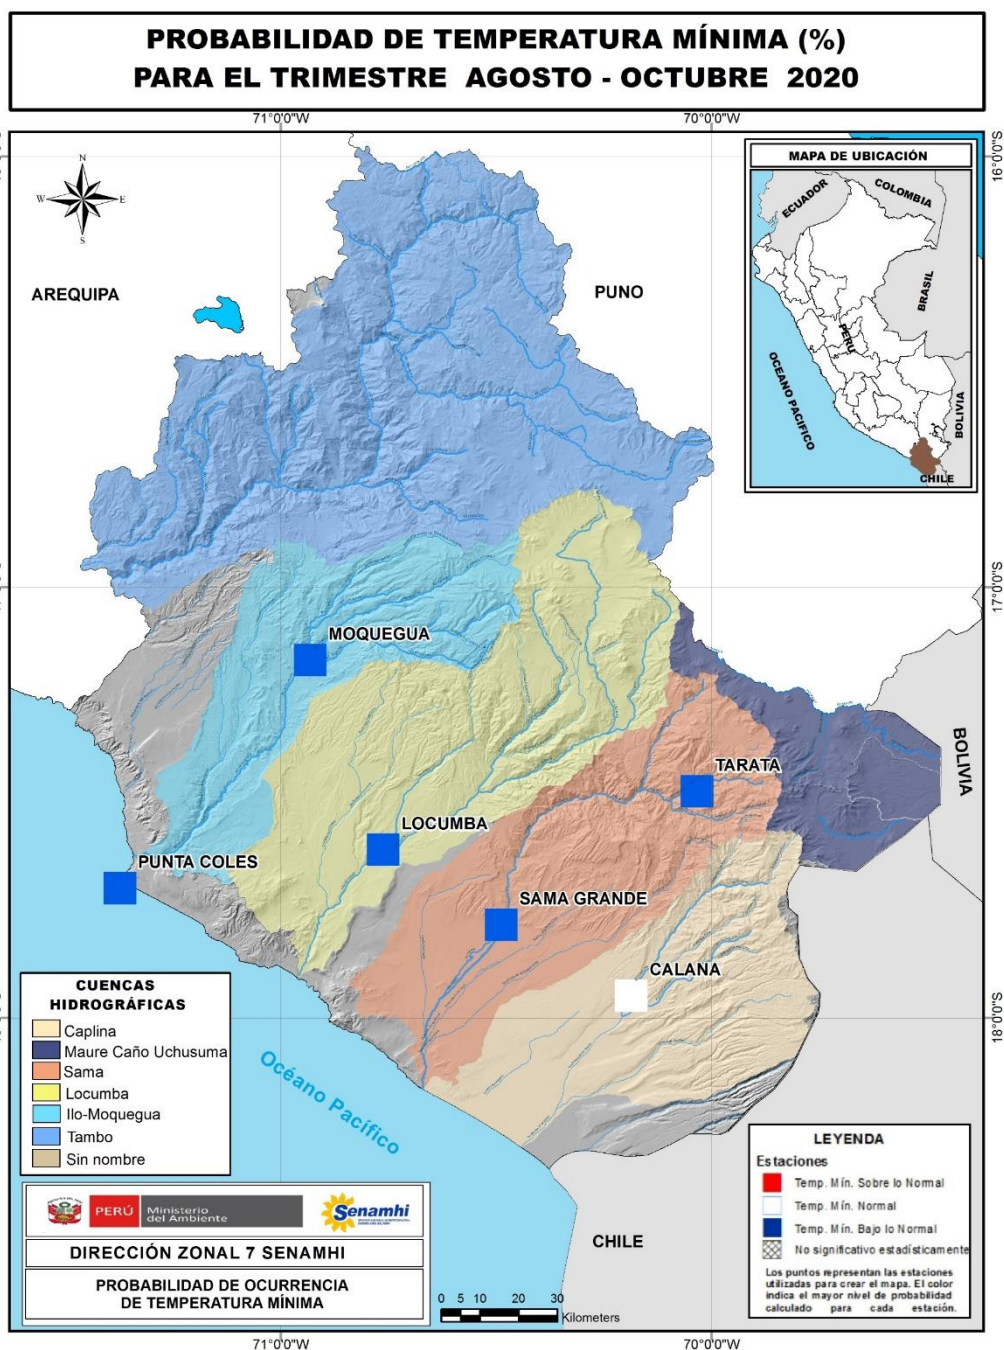 PROBABILIDAD DE TEMPERATURA MÍNIMA (%)
PARA EL TRIMESTRE AGOSTO - OCTUBRE 2020
71°0'0"W
70°0'0"W
16°0'0"S
MAPA DE UBICACIÓN
ECUADOR
COLOMBIA
BRASIL
PERU
OCEANO PACIFICO
BOLIVIA
CHILE
N
W
E
S
AREQUIPA
PUNO
17°0'0"S
MOQUEGUA
TARATA
BOLIVIA
LOCUMBA
PUNTA COLES
SAMA GRANDE
CALANA
18°0'0"S
Océano Pacífico
CHILE
CUENCAS
HIDROGRÁFICAS
Caplina
Maure Caño Uchusuma
Sama
Locumba
Ilo-Moquegua
Tambo
Sin nombre
PERÚ
Ministerio
del Ambiente
Senamhi
DIRECCIÓN ZONAL 7 SENAMHI
PROBABILIDAD DE OCURRENCIA
DE TEMPERATURA MÍNIMA
0 5 10 20 30
Kilometers
LEYENDA
Estaciones
Temp. Mín. Sobre lo Normal
Temp. Mín. Normal
Temp. Mín. Bajo lo Normal
No significativo estadísticamente
Los puntos representan las estaciones
utilizadas para crear el mapa. El color
indica el mayor nivel de probabilidad
calculado para cada estación.
71°0'0"W
70°0'0"W